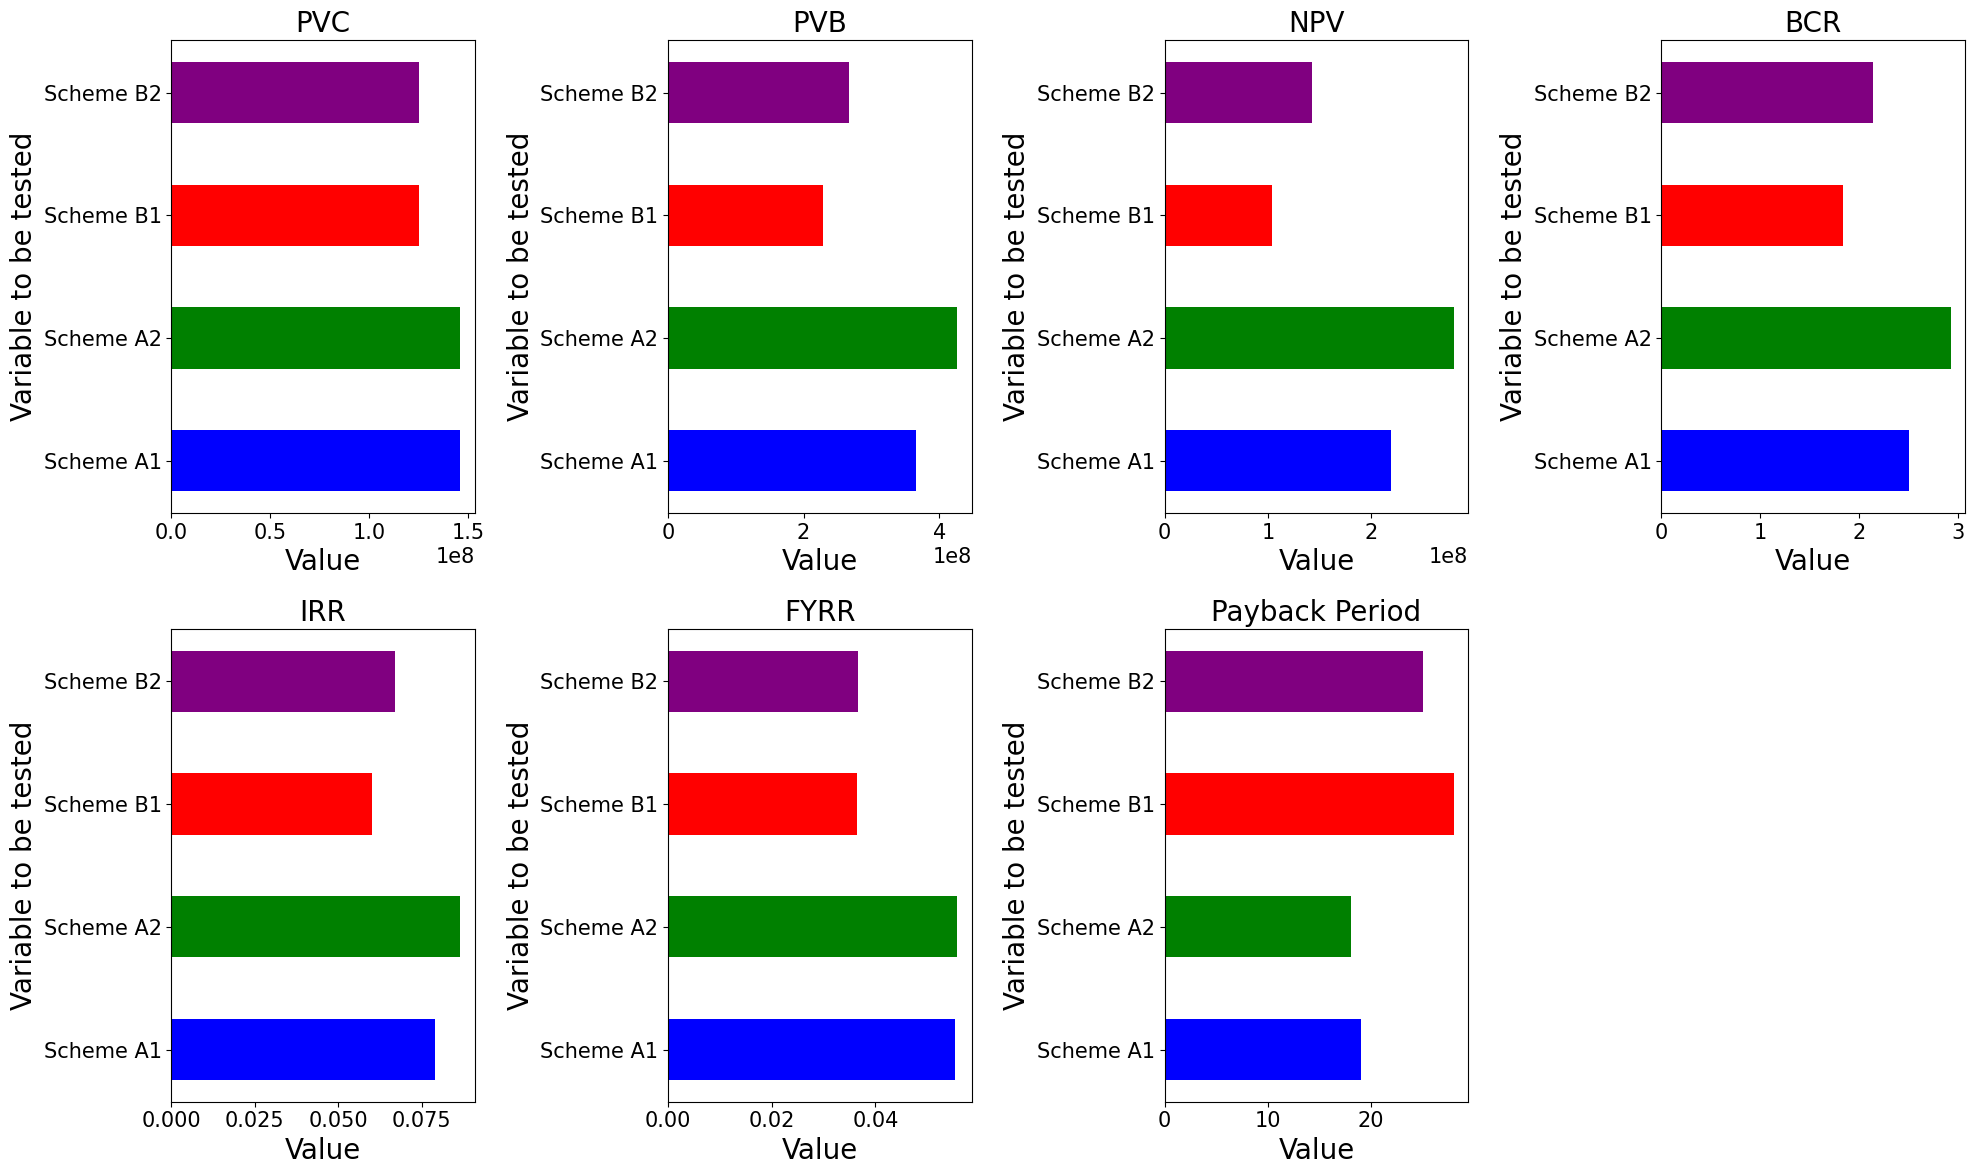 PVC
Variable to be tested
Scheme B2
Scheme B1
Scheme A2
Scheme A1
0.0 0.5 1.0 1.5
1e8
Value
PVB
Variable to be tested
Scheme B2
Scheme B1
Scheme A2
Scheme A1
0 2 4
1e8
Value
NPV
Variable to be tested
Scheme B2
Scheme B1
Scheme A2
Scheme A1
0 1 2
1e8
Value
BCR
Variable to be tested
Scheme B2
Scheme B1
Scheme A2
Scheme A1
0 1 2 3
Value
IRR
Variable to be tested
Scheme B2
Scheme B1
Scheme A2
Scheme A1
0.000 0.025 0.050 0.075
Value
FYRR
Variable to be tested
Scheme B2
Scheme B1
Scheme A2
Scheme A1
0.00 0.02 0.04
Value
Payback Period
Variable to be tested
Scheme B2
Scheme B1
Scheme A2
Scheme A1
0 10 20
Value